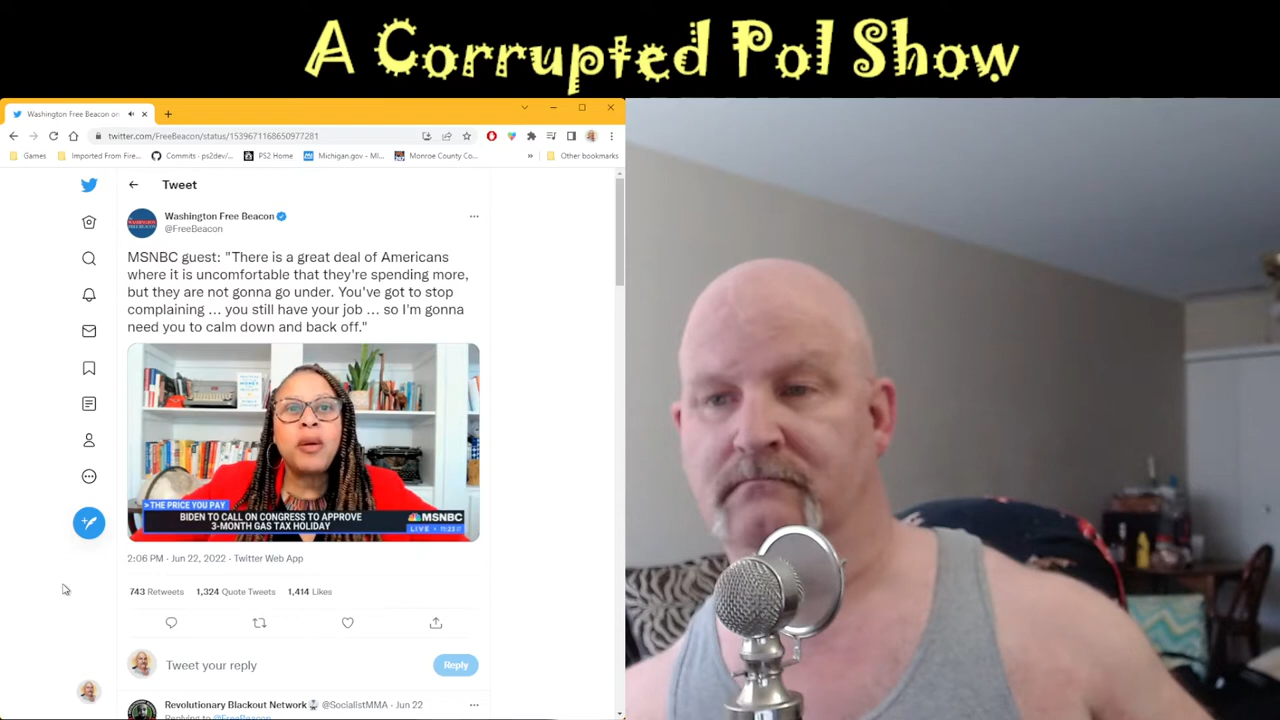 A Corrupted Pol Show
Washington Free Beacon on
twitter.com/FreeBeacon/status/1539671168650977281
Games
Imported From Fire...
Commits · ps2dev/...
PS2 Home
Michigan.gov - MI...
Monroe County Co...
»
Other bookmarks
Tweet
Washington Free Beacon
@FreeBeacon
MSNBC guest: "There is a great deal of Americans
where it is uncomfortable that they're spending more,
but they are not gonna go under. You've got to stop
complaining … you still have your job … so I'm gonna
need you to calm down and back off."
> THE PRICE YOU PAY
BIDEN TO CALL ON CONGRESS TO APPROVE
3-MONTH GAS TAX HOLIDAY
MSNBC
LIVE
2:06 PM · Jun 22, 2022 · Twitter Web App
743 Retweets 1,324 Quote Tweets 1,414 Likes
Tweet your reply
Reply
Revolutionary Blackout Network @SocialistMMA · Jun 22
Replying to @FreeBeacon